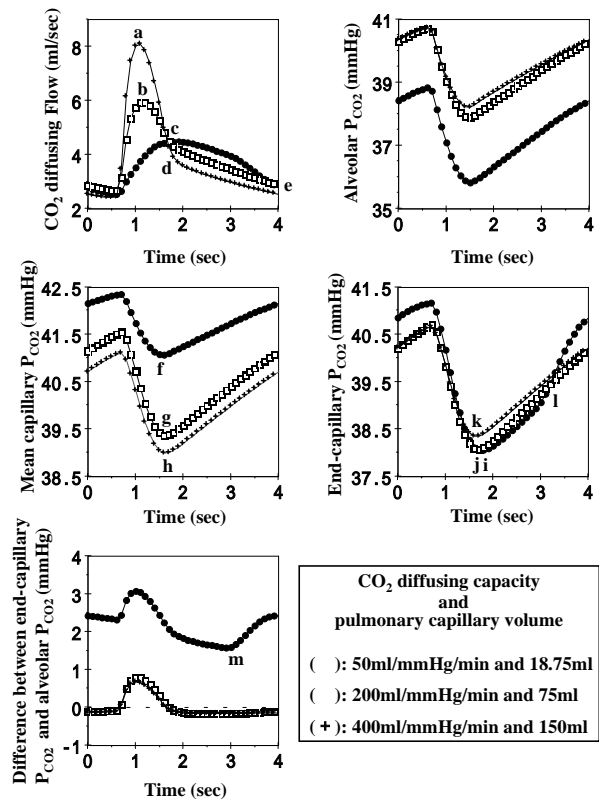 CO2 diffusing Flow (ml/sec)
8
6
4
2
0 1 2 3 4
Time (sec)
a
b
c
d
e
Alveolar PCO2 (mmHg)
41
39
37
35
0 1 2 3 4
Time (sec)
Mean capillary PCO2 (mmHg)
42.5
41.5
40.5
39.5
38.5
0 1 2 3 4
Time (sec)
f
g
h
End-capillary PCO2 (mmHg)
41.5
40.5
39.5
38.5
37.5
0 1 2 3 4
Time (sec)
k
l
j i
Difference between end-capillary
PCO2 and alveolar PCO2 (mmHg)
4
3
2
1
0
-1
0 1 2 3 4
Time (sec)
m
CO2 diffusing capacity
and
pulmonary capillary volume
( ): 50ml/mmHg/min and 18.75ml
( ): 200ml/mmHg/min and 75ml
( + ): 400ml/mmHg/min and 150ml